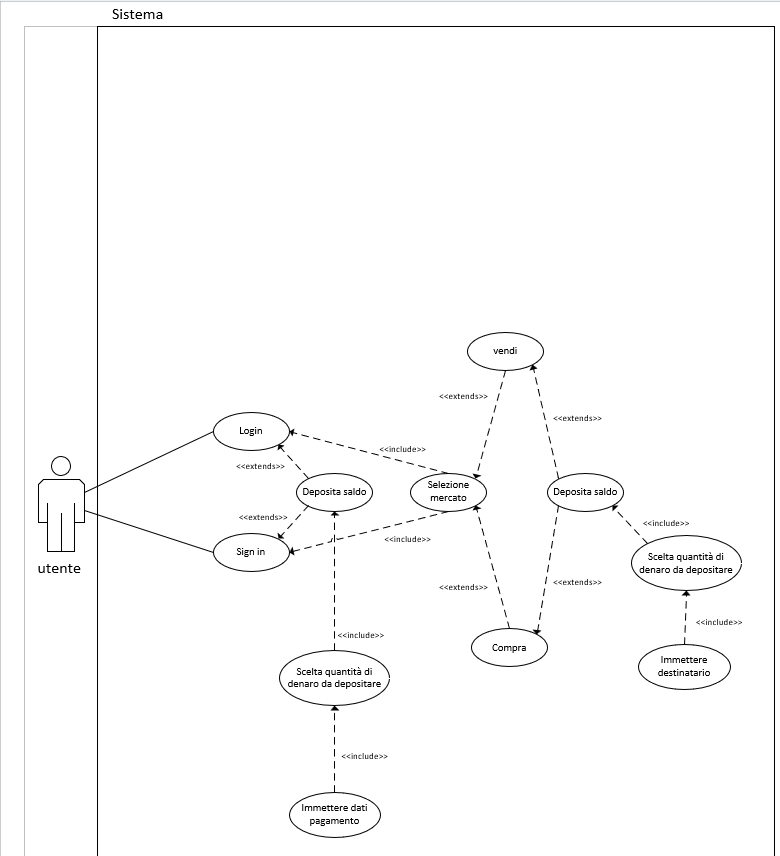 Sistema
vendi
<<extends>>
<<extends>>
Login
<<include>>
<<extends>>
Deposita saldo
Selezione
mercato
Deposita saldo
<<extends>>
<<include>>
<<include>>
Sign in
utente
Scelta quantità di
denaro da depositare
<<extends>>
<<extends>>
<<include>>
<<include>>
Compra
Immettere
destinatario
Scelta quantità di
denaro da depositare
<<include>>
Immettere dati
pagamento